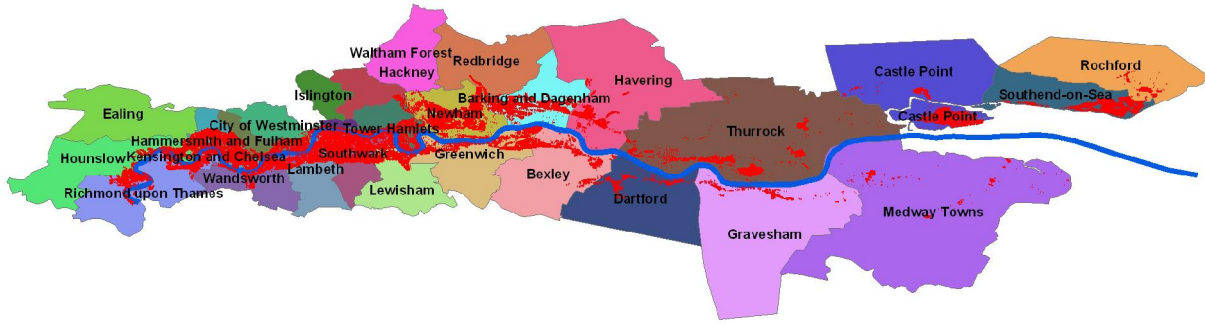 Waltham Forest
Redbridge
Hackney
Havering
Castle Point
Rochford
Islington
Barking and Dagenham
Southend-on-Sea
Ealing
Newham
Castle Point
City of Westminster
Tower Hamlets
Thurrock
Hammersmith and Fulham
Hounslow
Kensington and Chelsea
Southwark
Greenwich
Lambeth
Bexley
Wandsworth
Richmond upon Thames
Lewisham
Dartford
Medway Towns
Gravesham